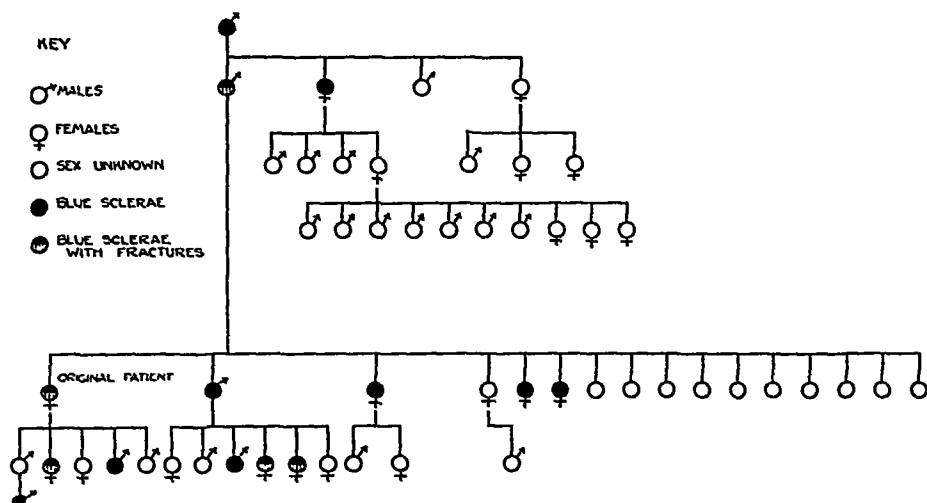 KEY
MALES
FEMALES
SEX UNKNOWN
BLUE SCLERAE
BLUE SCLERAE
WITH FRACTURES
ORIGINAL PATIENT